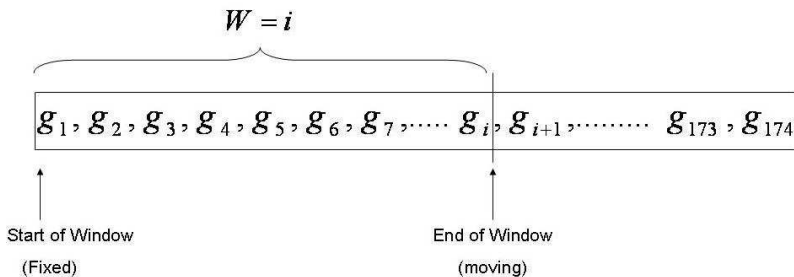 W = i
g₁, g₂, g₃, g₄, g₅, g₆, g₇,..... gᵢ, gᵢ₊₁,......... g₁₇₃, g₁₇₄
Start of Window End of Window
(Fixed) (moving)